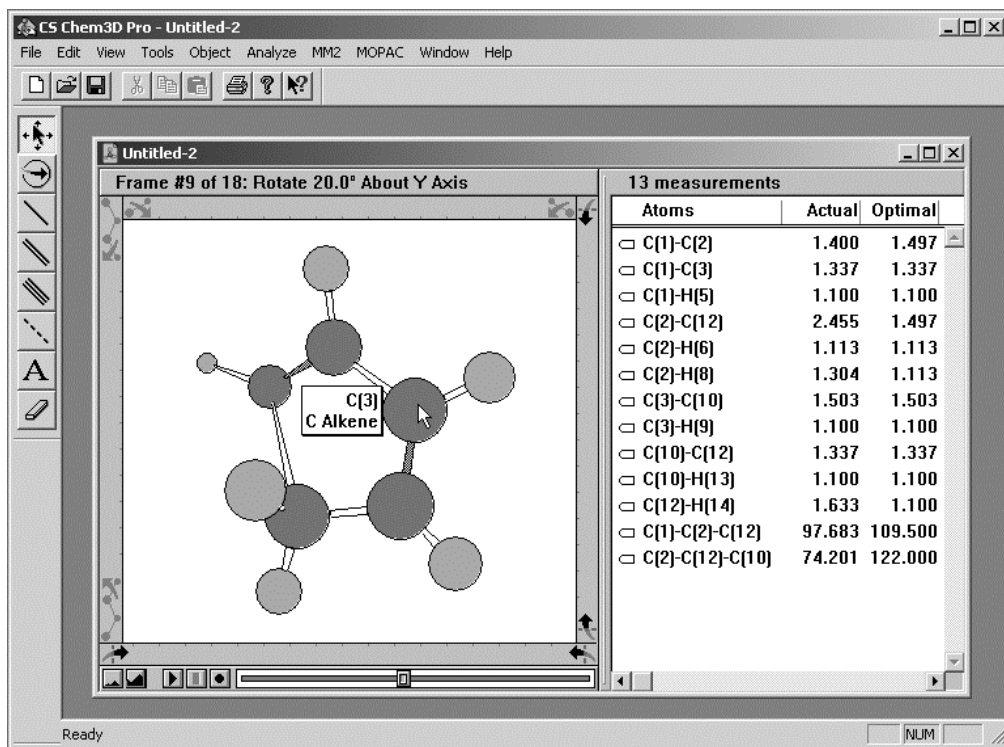 CS Chem3D Pro - Untitled-2
File Edit View Tools Object Analyze MM2 MOPAC Window Help
A
Untitled-2
Frame #9 of 18: Rotate 20.0° About Y Axis
C(3)
C Alkene
13 measurements
Atoms Actual Optimal
C(1)-C(2) 1.400 1.497
C(1)-C(3) 1.337 1.337
C(1)-H(5) 1.100 1.100
C(2)-C(12) 2.455 1.497
C(2)-H(6) 1.113 1.113
C(2)-H(8) 1.304 1.113
C(3)-C(10) 1.503 1.503
C(3)-H(9) 1.100 1.100
C(10)-C(12) 1.337 1.337
C(10)-H(13) 1.100 1.100
C(12)-H(14) 1.633 1.100
C(1)-C(2)-C(12) 97.683 109.500
C(2)-C(12)-C(10) 74.201 122.000
Ready NUM